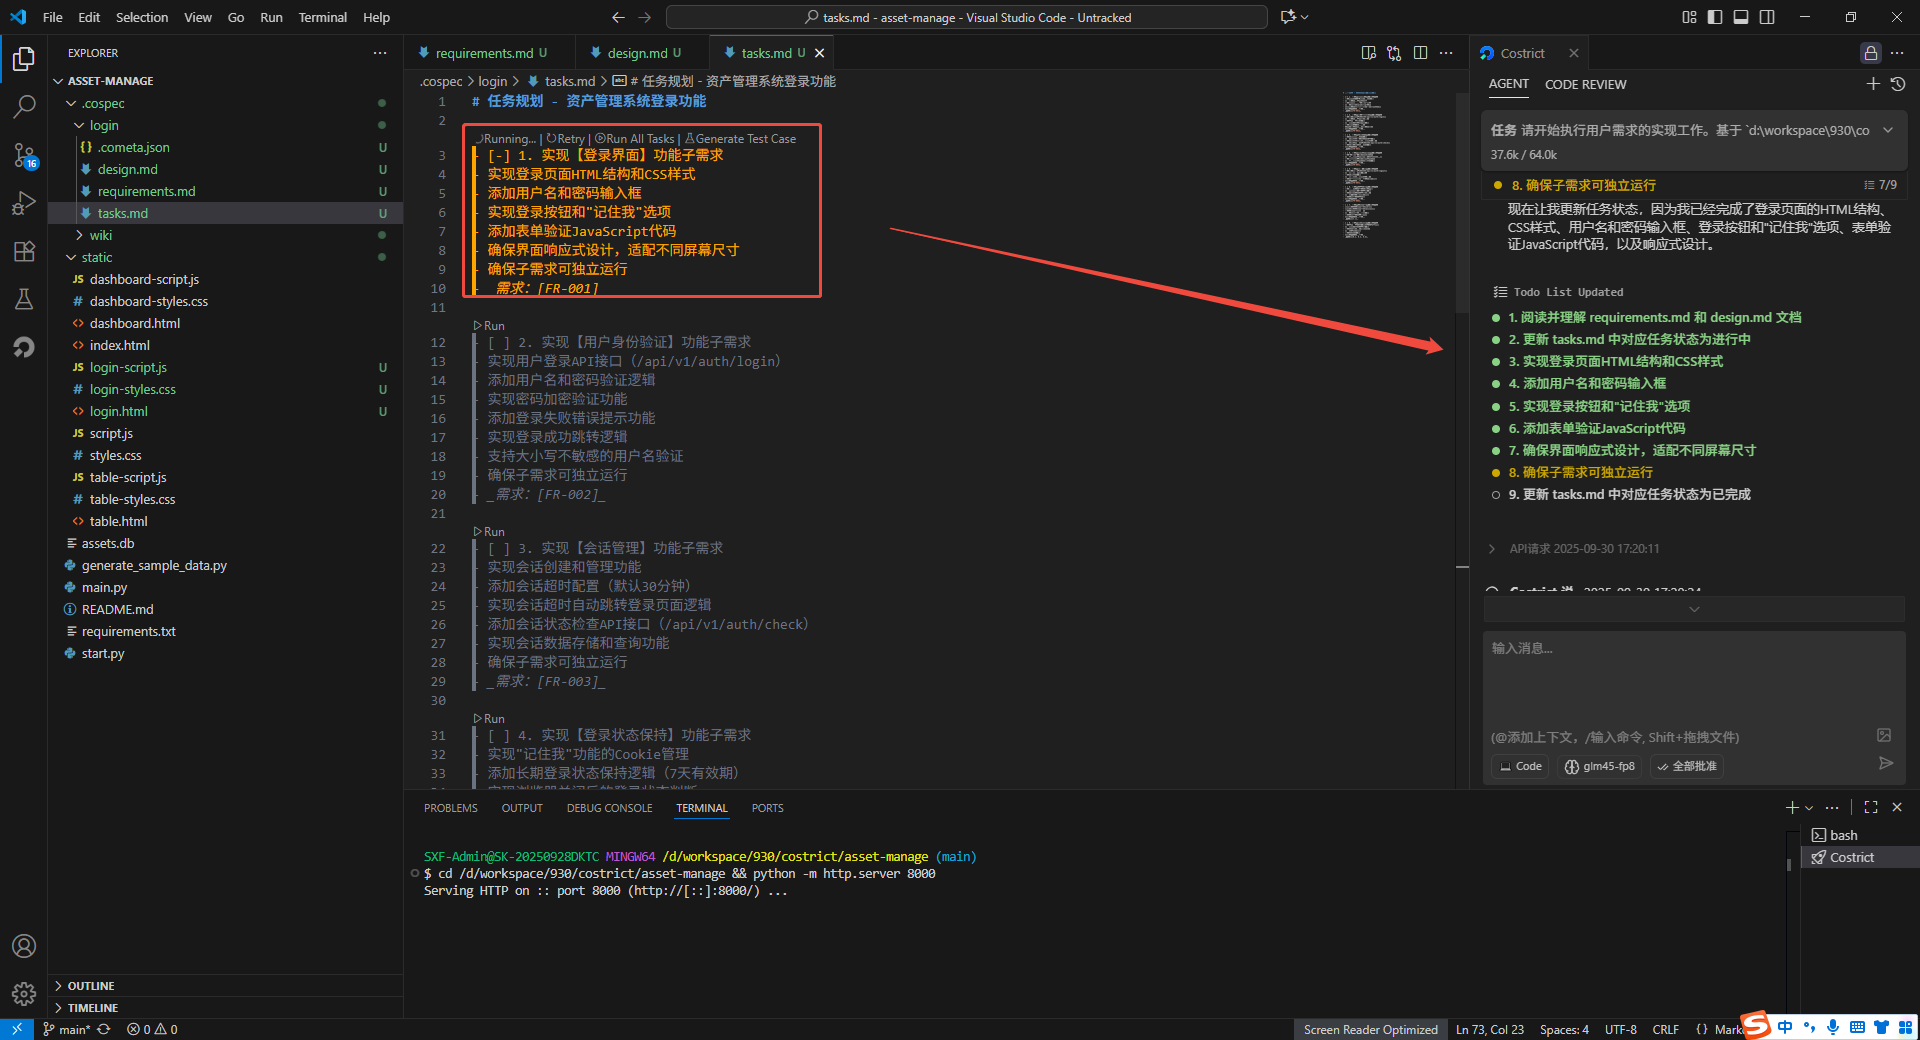 File Edit Selection View Go Run Terminal Help
tasks.md - asset-manage - Visual Studio Code - Untracked
EXPLORER
ASSET-MANAGE
.cospec
login
{} .cometa.json U
design.md U
requirements.md U
tasks.md U
wiki
static
JS dashboard-script.js
# dashboard-styles.css
<> dashboard.html
<> index.html
JS login-script.js U
# login-styles.css U
<> login.html U
JS script.js
# styles.css
JS table-script.js
# table-styles.css
<> table.html
assets.db
generate_sample_data.py
main.py
README.md
requirements.txt
start.py
OUTLINE
TIMELINE
16
requirements.md U
design.md U
tasks.md U
.cospec > login > tasks.md > # 任务规划 - 资产管理系统登录功能
1 # 任务规划 - 资产管理系统登录功能
2
Running... | Retry | Run All Tasks | Generate Test Case
3 - [-] 1. 实现【登录界面】功能子需求
4 - 实现登录页面HTML结构和CSS样式
5 - 添加用户名和密码输入框
6 - 实现登录按钮和"记住我"选项
7 - 添加表单验证JavaScript代码
8 - 确保界面响应式设计，适配不同屏幕尺寸
9 - 确保子需求可独立运行
10 - _需求：[FR-001]_
11
Run
12 - [ ] 2. 实现【用户身份验证】功能子需求
13 - 实现用户登录API接口（/api/v1/auth/login）
14 - 添加用户名和密码验证逻辑
15 - 实现密码加密验证功能
16 - 添加登录失败错误提示功能
17 - 实现登录成功跳转逻辑
18 - 支持大小写不敏感的用户名验证
19 - 确保子需求可独立运行
20 - _需求：[FR-002]_
21
Run
22 - [ ] 3. 实现【会话管理】功能子需求
23 - 实现会话创建和管理功能
24 - 添加会话超时配置（默认30分钟）
25 - 实现会话超时自动跳转登录页面逻辑
26 - 添加会话状态检查API接口（/api/v1/auth/check）
27 - 实现会话数据存储和查询功能
28 - 确保子需求可独立运行
29 - _需求：[FR-003]_
30
Run
31 - [ ] 4. 实现【登录状态保持】功能子需求
32 - 实现"记住我"功能的Cookie管理
33 - 添加长期登录状态保持逻辑（7天有效期）
Costrict
AGENT CODE REVIEW
任务 请开始执行用户需求的实现工作。基于 `d:\workspace\930\co
37.6k / 64.0k
8. 确保子需求可独立运行 7/9
现在让我更新任务状态，因为我已经完成了登录页面的HTML结构、
CSS样式、用户名和密码输入框、登录按钮和"记住我"选项、表单验
证JavaScript代码，以及响应式设计。
Todo List Updated
1. 阅读并理解 requirements.md 和 design.md 文档
2. 更新 tasks.md 中对应任务状态为进行中
3. 实现登录页面HTML结构和CSS样式
4. 添加用户名和密码输入框
5. 实现登录按钮和"记住我"选项
6. 添加表单验证JavaScript代码
7. 确保界面响应式设计，适配不同屏幕尺寸
8. 确保子需求可独立运行
9. 更新 tasks.md 中对应任务状态为已完成
API请求 2025-09-30 17:20:11
输入消息...
(@添加上下文，/输入命令, Shift+拖拽文件)
Code glm45-fp8 全部批准
PROBLEMS OUTPUT DEBUG CONSOLE TERMINAL PORTS
SXF-Admin@SK-20250928DKTC MINGW64 /d/workspace/930/costrict/asset-manage (main)
$ cd /d/workspace/930/costrict/asset-manage && python -m http.server 8000
Serving HTTP on :: port 8000 (http://[::]:8000/) ...
bash
Costrict
main* 0 0
Screen Reader Optimized Ln 73, Col 23 Spaces: 4 UTF-8 CRLF {} Mark
S 中